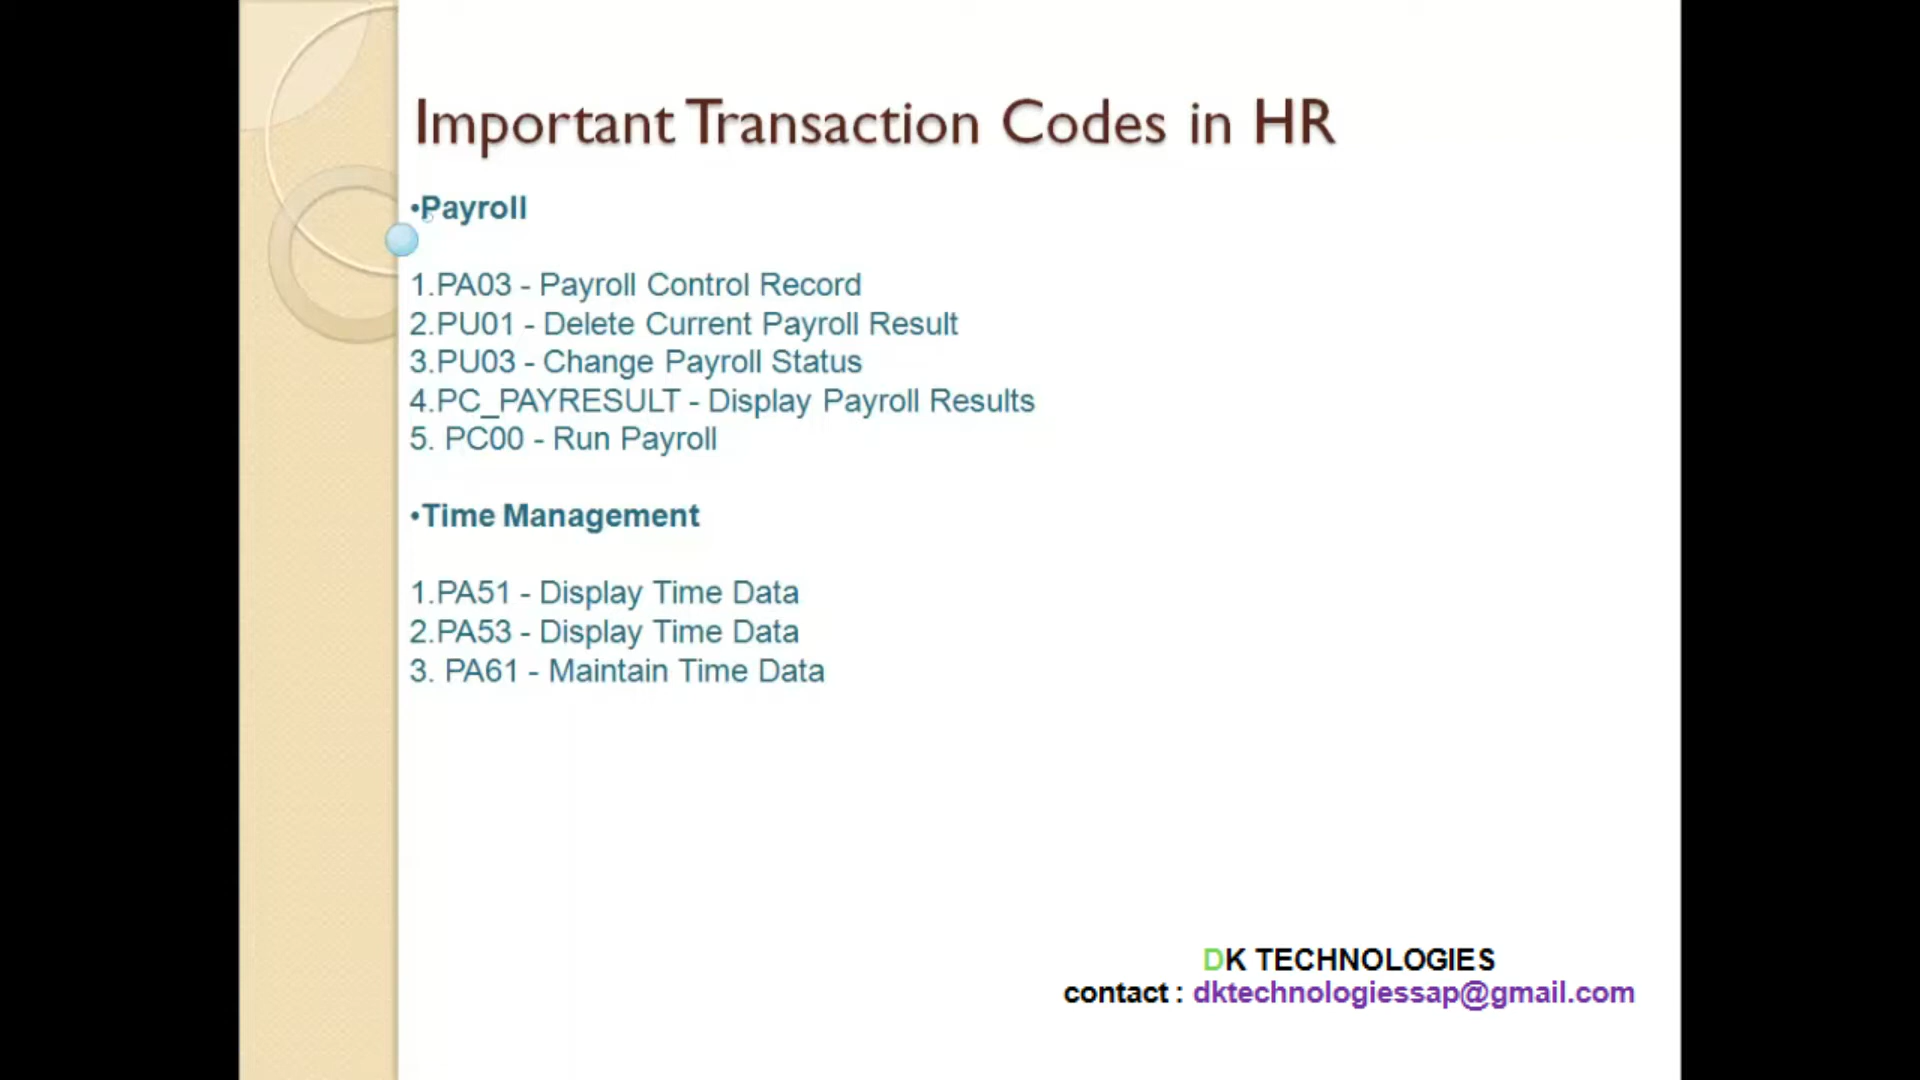 Important Transaction Codes in HR
•Payroll
1.PA03 - Payroll Control Record
2.PU01 - Delete Current Payroll Result
3.PU03 - Change Payroll Status
4.PC_PAYRESULT - Display Payroll Results
5. PC00 - Run Payroll
•Time Management
1.PA51 - Display Time Data
2.PA53 - Display Time Data
3. PA61 - Maintain Time Data
DK TECHNOLOGIES
contact : dktechnologiessap@gmail.com